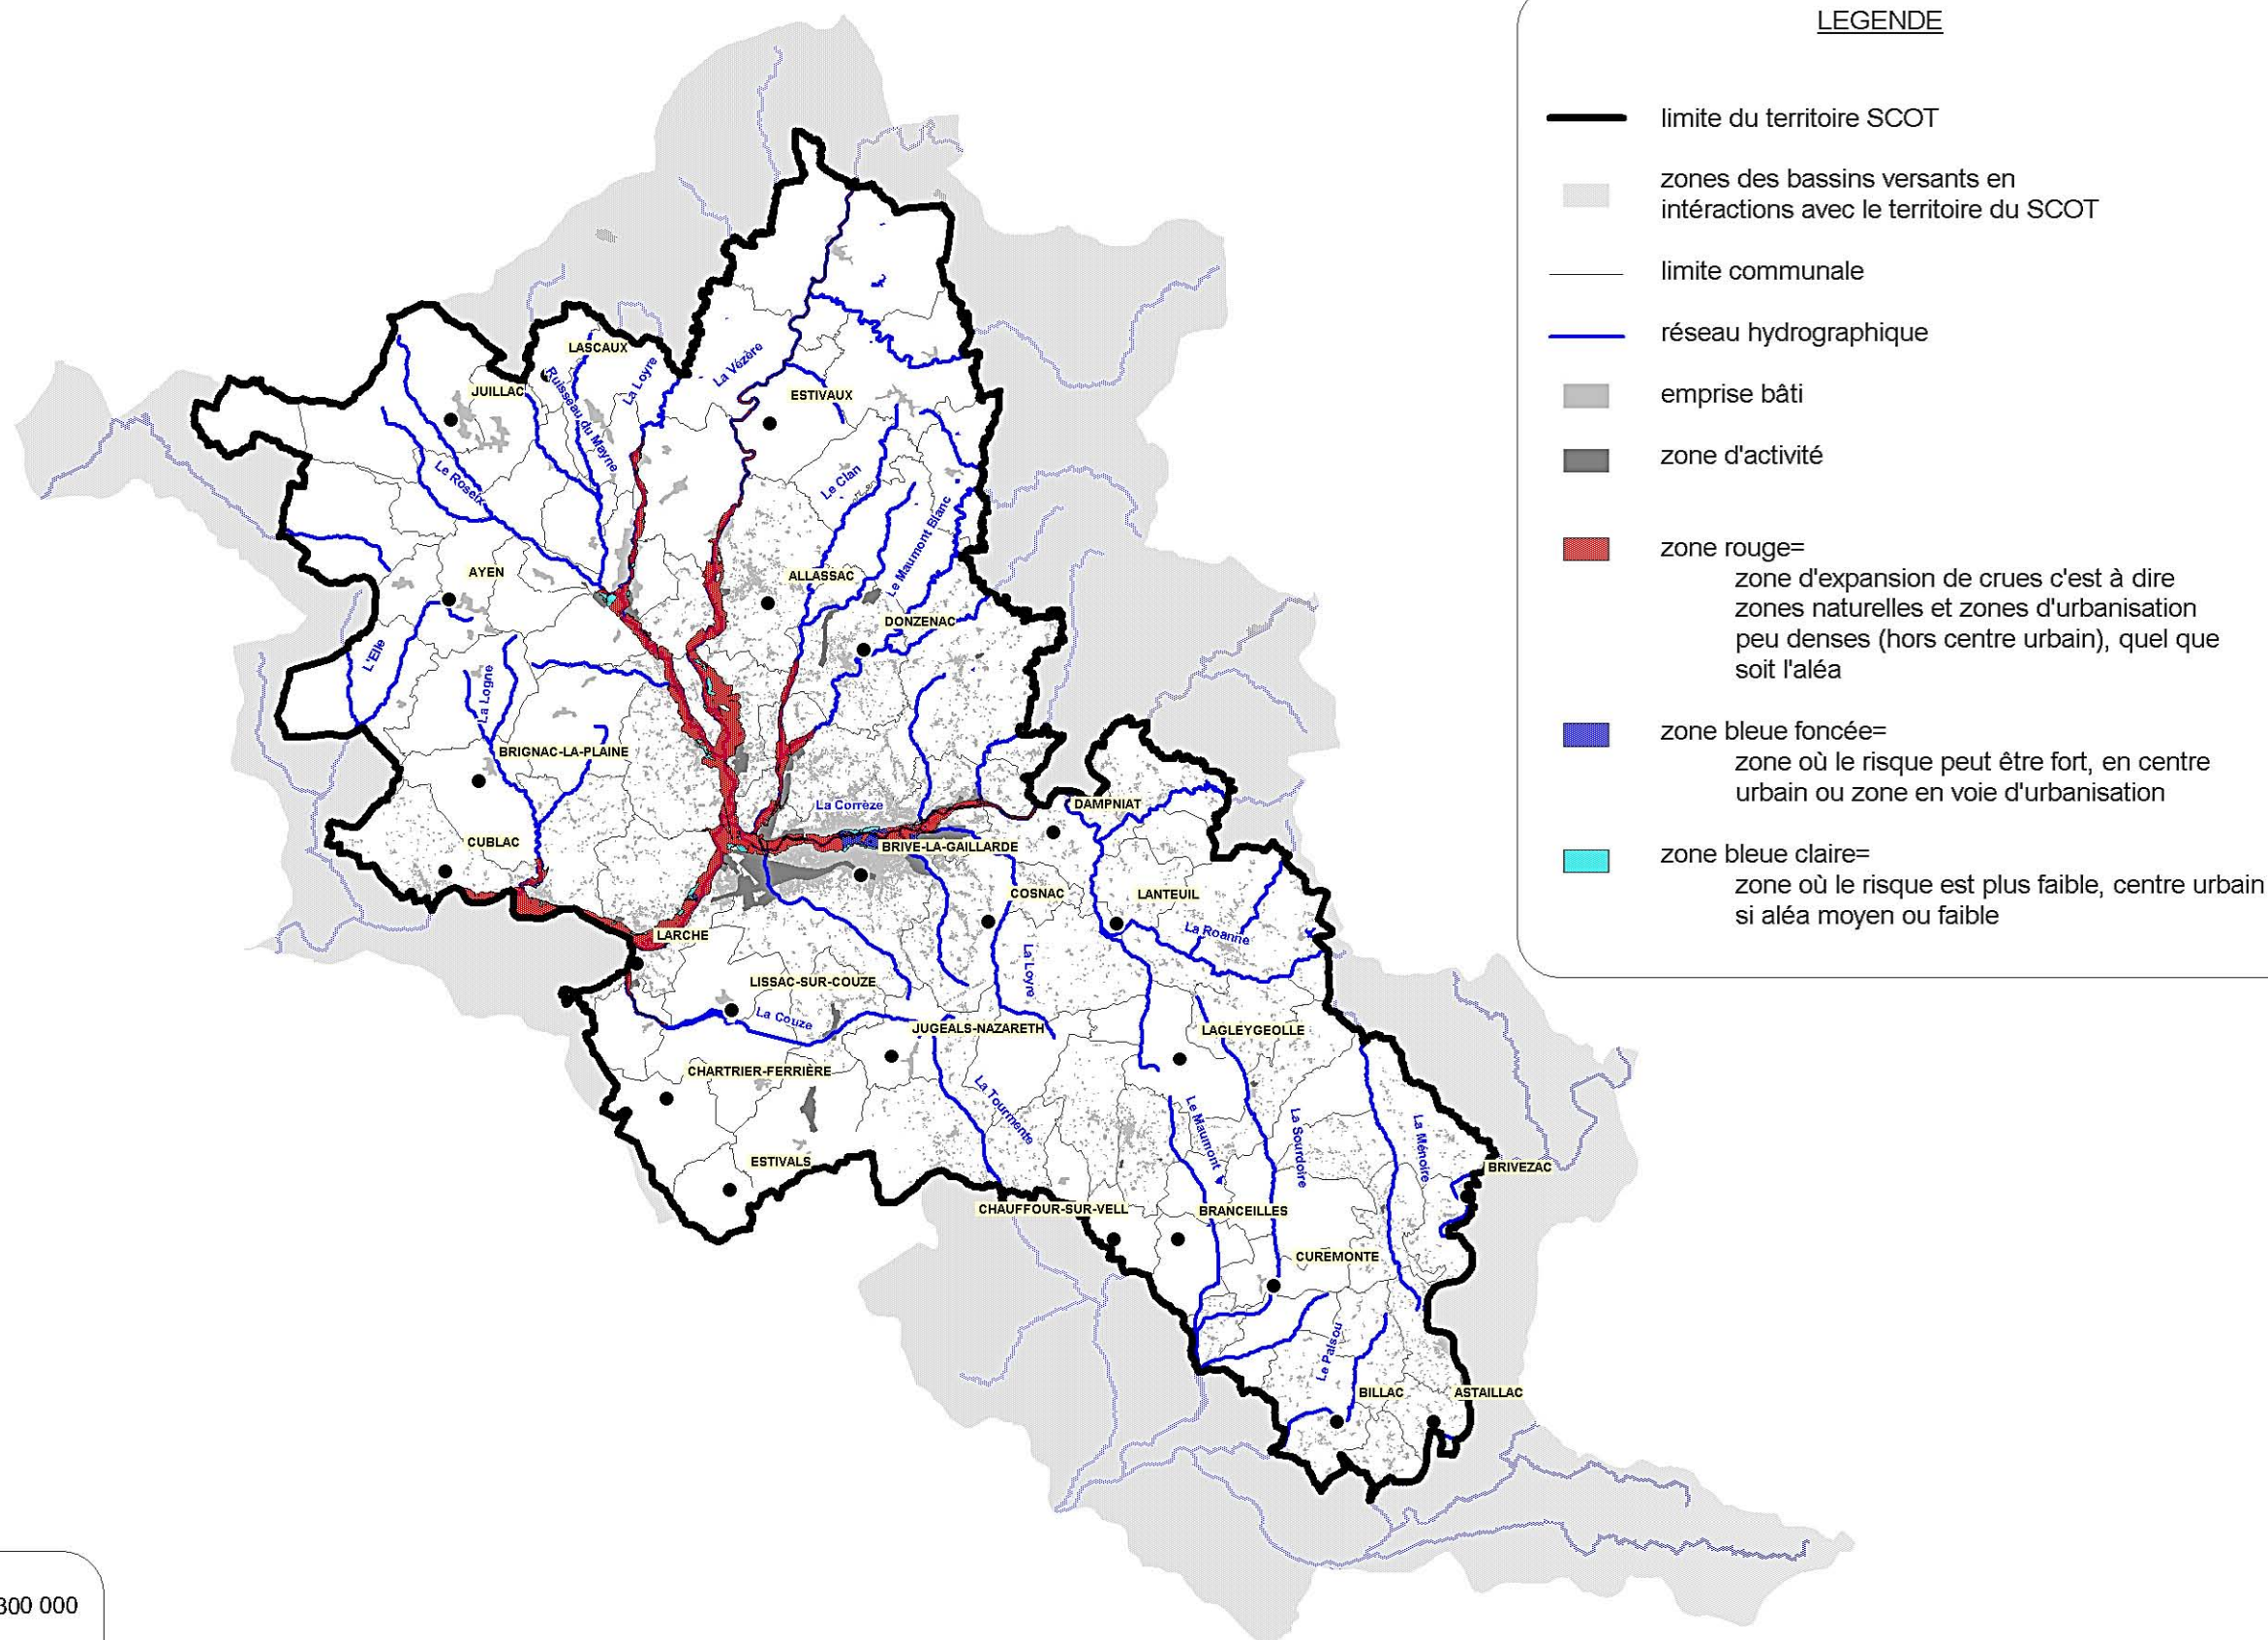 LEGENDE
limite du territoire SCOT
zones des bassins versants en
intéractions avec le territoire du SCOT
limite communale
réseau hydrographique
emprise bâti
zone d'activité
zone rouge=
zone d'expansion de crues c'est à dire
zones naturelles et zones d'urbanisation
peu denses (hors centre urbain), quel que
soit l'aléa
zone bleue foncée=
zone où le risque peut être fort, en centre
urbain ou zone en voie d'urbanisation
zone bleue claire=
zone où le risque est plus faible, centre urbain
si aléa moyen ou faible
LASCAUX
JUILLAC
Ruisseau du Mayne
La Loyre
La Vézère
ESTIVAUX
Le Roseix
Le Clan
Le Maumont Blanc
AYEN
ALLASSAC
DONZENAC
L'Elle
La Logne
BRIGNAC-LA-PLAINE
La Corrèze
DAMPNIAT
CUBLAC
BRIVE-LA-GAILLARDE
COSNAC
LANTEUIL
La Roanne
LARCHE
La Loyre
LISSAC-SUR-COUZE
La Couze
JUGEALS-NAZARETH
LAGLEYGEOLLE
CHARTRIER-FERRIÈRE
La Tourmente
Le Maumont
La Sourdoire
La Ménoire
ESTIVALS
BRIVEZAC
CHAUFFOUR-SUR-VELL
BRANCEILLES
CUREMONTE
Le Palsou
BILLAC
ASTAILLAC
300 000